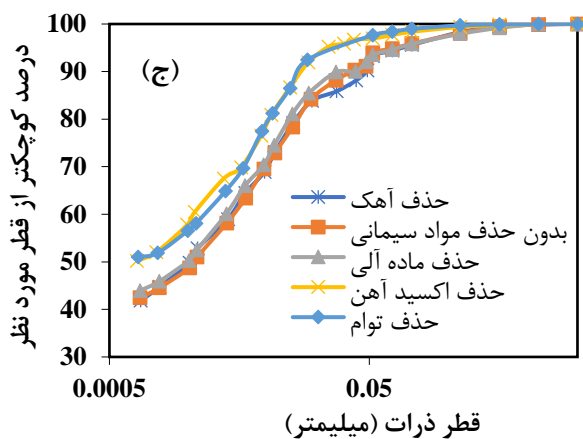 (ج)
درصد کوچکتر از قطر مورد نظر
100
90
80
70
60
50
40
30
حذف آهک
بدون حذف مواد سیمانی
حذف ماده آلی
حذف اکسید آهن
حذف توام
0.0005
0.05
قطر ذرات (میلیمتر)